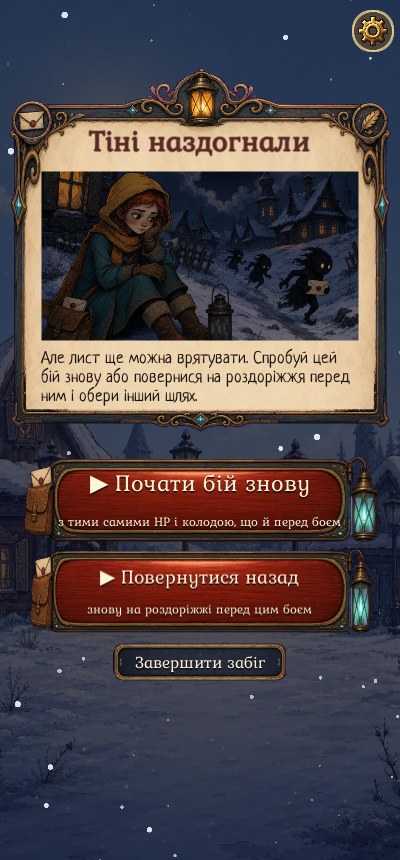 Тіні наздогнали
Але лист ще можна врятувати. Спробуй цей
бій знову або повернися на роздоріжжя перед
ним і обери інший шлях.
▶ Почати бій знову
з тими самими HP і колодою, що й перед боєм
▶ Повернутися назад
знову на роздоріжжі перед цим боєм
Завершити забіг